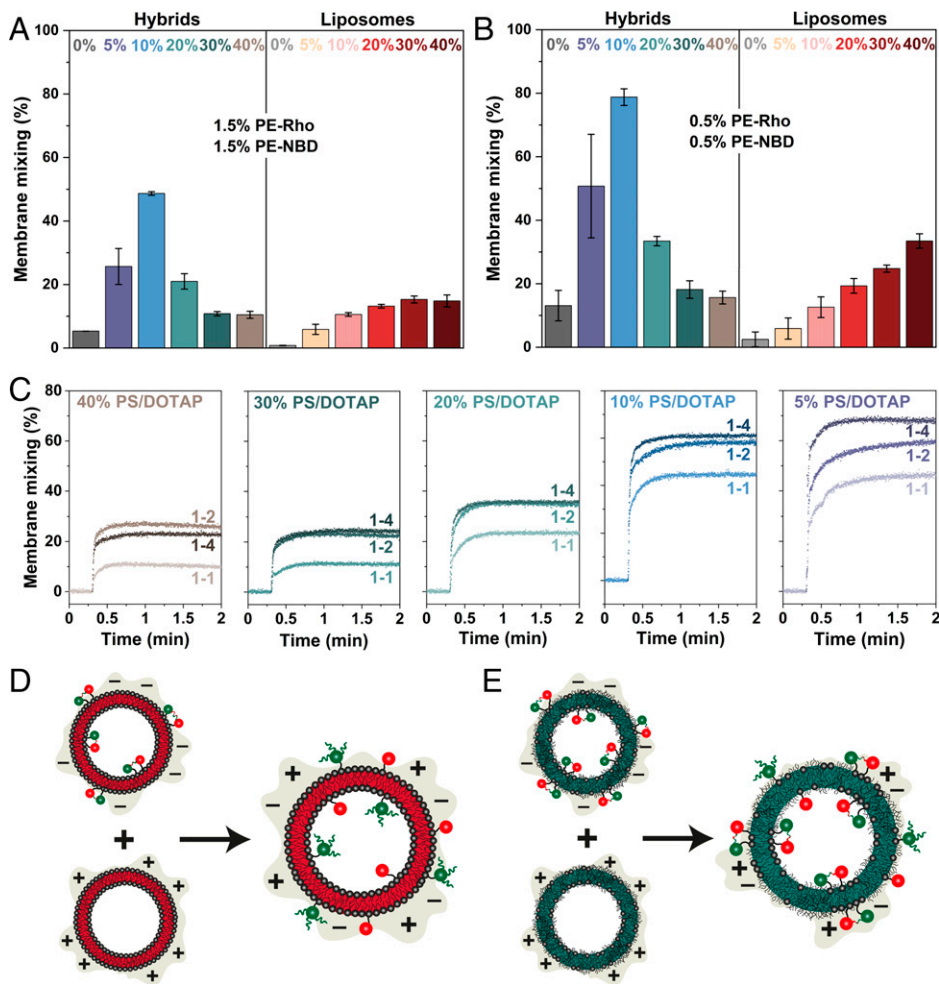 A
Hybrids
Liposomes
0% 5% 10% 20% 30% 40% 0% 5% 10% 20% 30% 40%
1.5% PE-Rho
1.5% PE-NBD
Membrane mixing (%)
100
80
60
40
20
0
B
Hybrids
Liposomes
0% 5% 10% 20% 30% 40% 0% 5% 10% 20% 30% 40%
0.5% PE-Rho
0.5% PE-NBD
Membrane mixing (%)
100
80
60
40
20
0
C
Membrane mixing (%)
80
60
40
20
0
40% PS/DOTAP
1-2
1-4
1-1
0 0.5 1 1.5 2
Time (min)
30% PS/DOTAP
1-4
1-2
1-1
0 0.5 1 1.5 2
Time (min)
20% PS/DOTAP
1-4
1-2
1-1
0 0.5 1 1.5 2
Time (min)
10% PS/DOTAP
1-4
1-2
1-1
0 0.5 1 1.5 2
Time (min)
5% PS/DOTAP
1-4
1-2
1-1
0 0.5 1 1.5 2
Time (min)
D
E